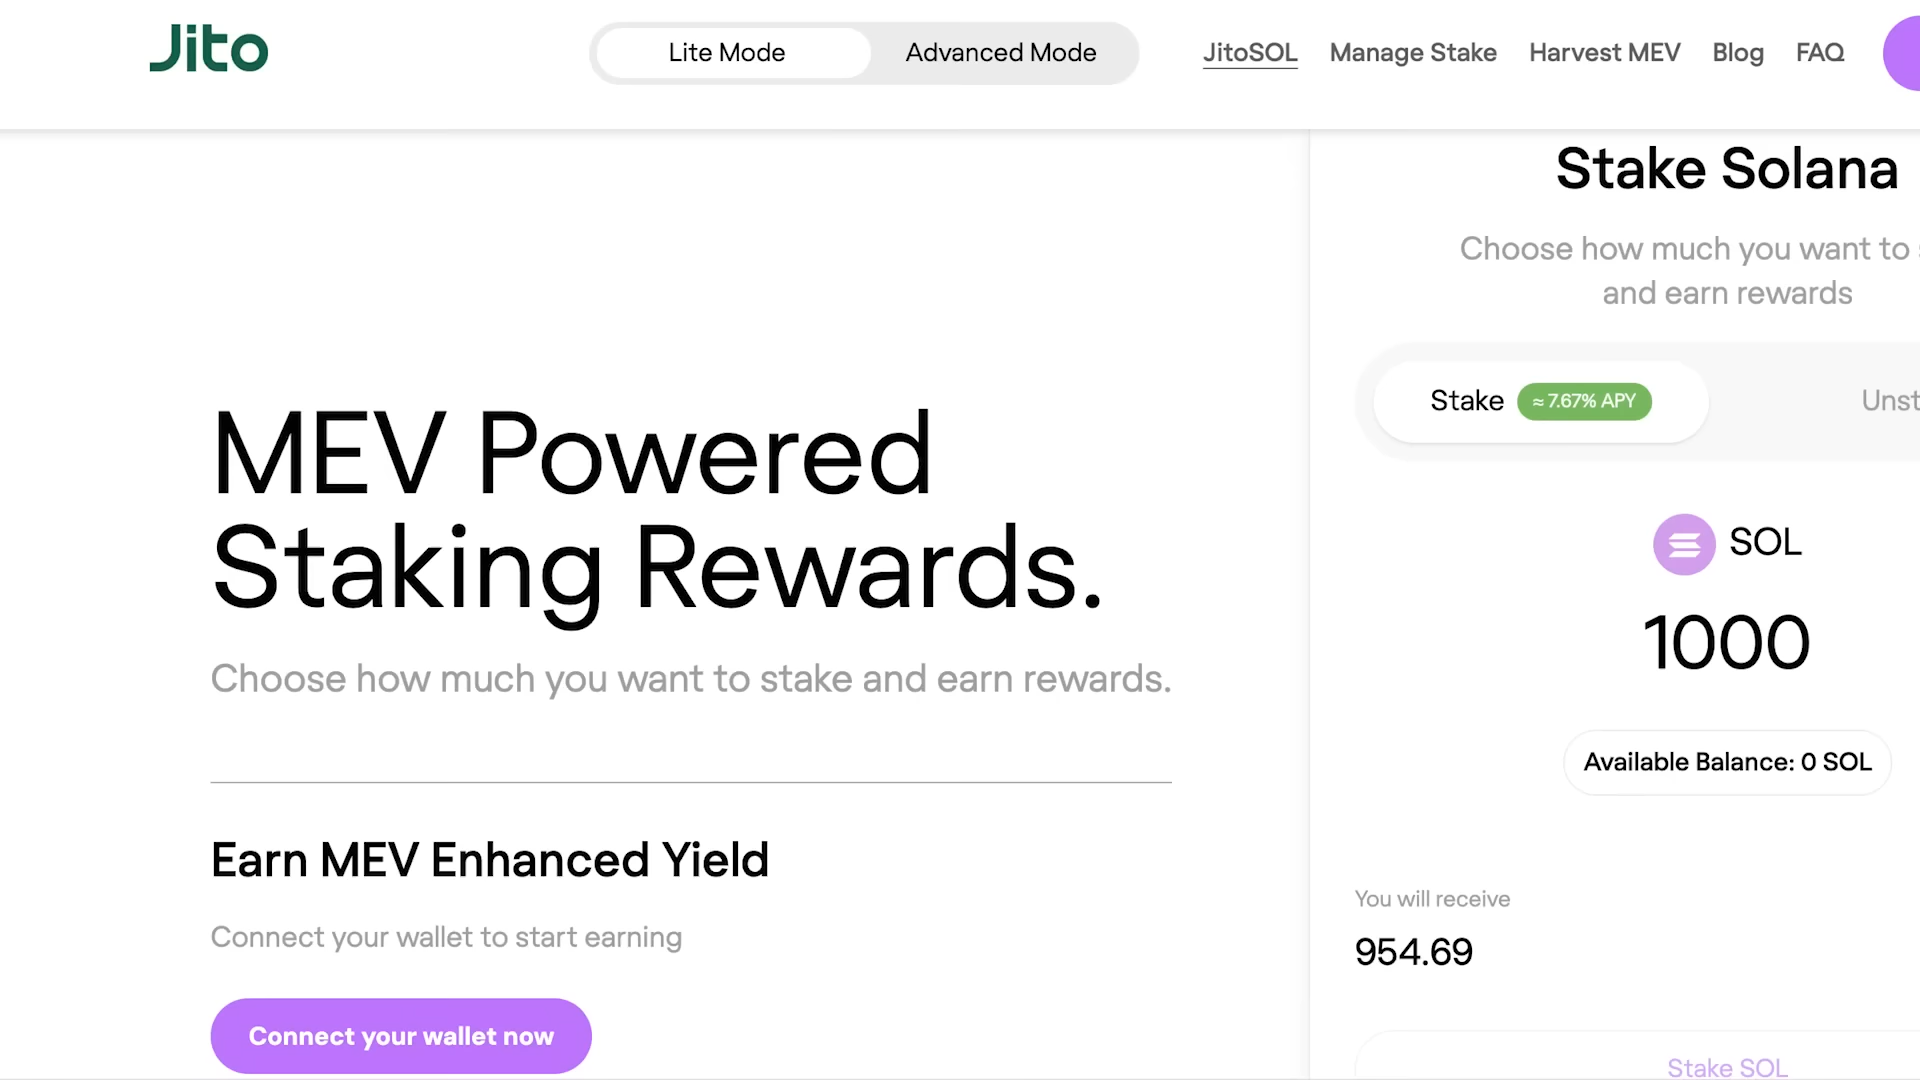 Jito
Lite Mode
Advanced Mode
JitoSOL
Manage Stake
Harvest MEV
Blog
FAQ
MEV Powered
Staking Rewards.
Choose how much you want to stake and earn rewards.
Earn MEV Enhanced Yield
Connect your wallet to start earning
Connect your wallet now
Stake Solana
Choose how much you want to
and earn rewards
Stake ≈ 7.67% APY
Unst
SOL
1000
Available Balance: 0 SOL
You will receive
954.69
Stake SOL